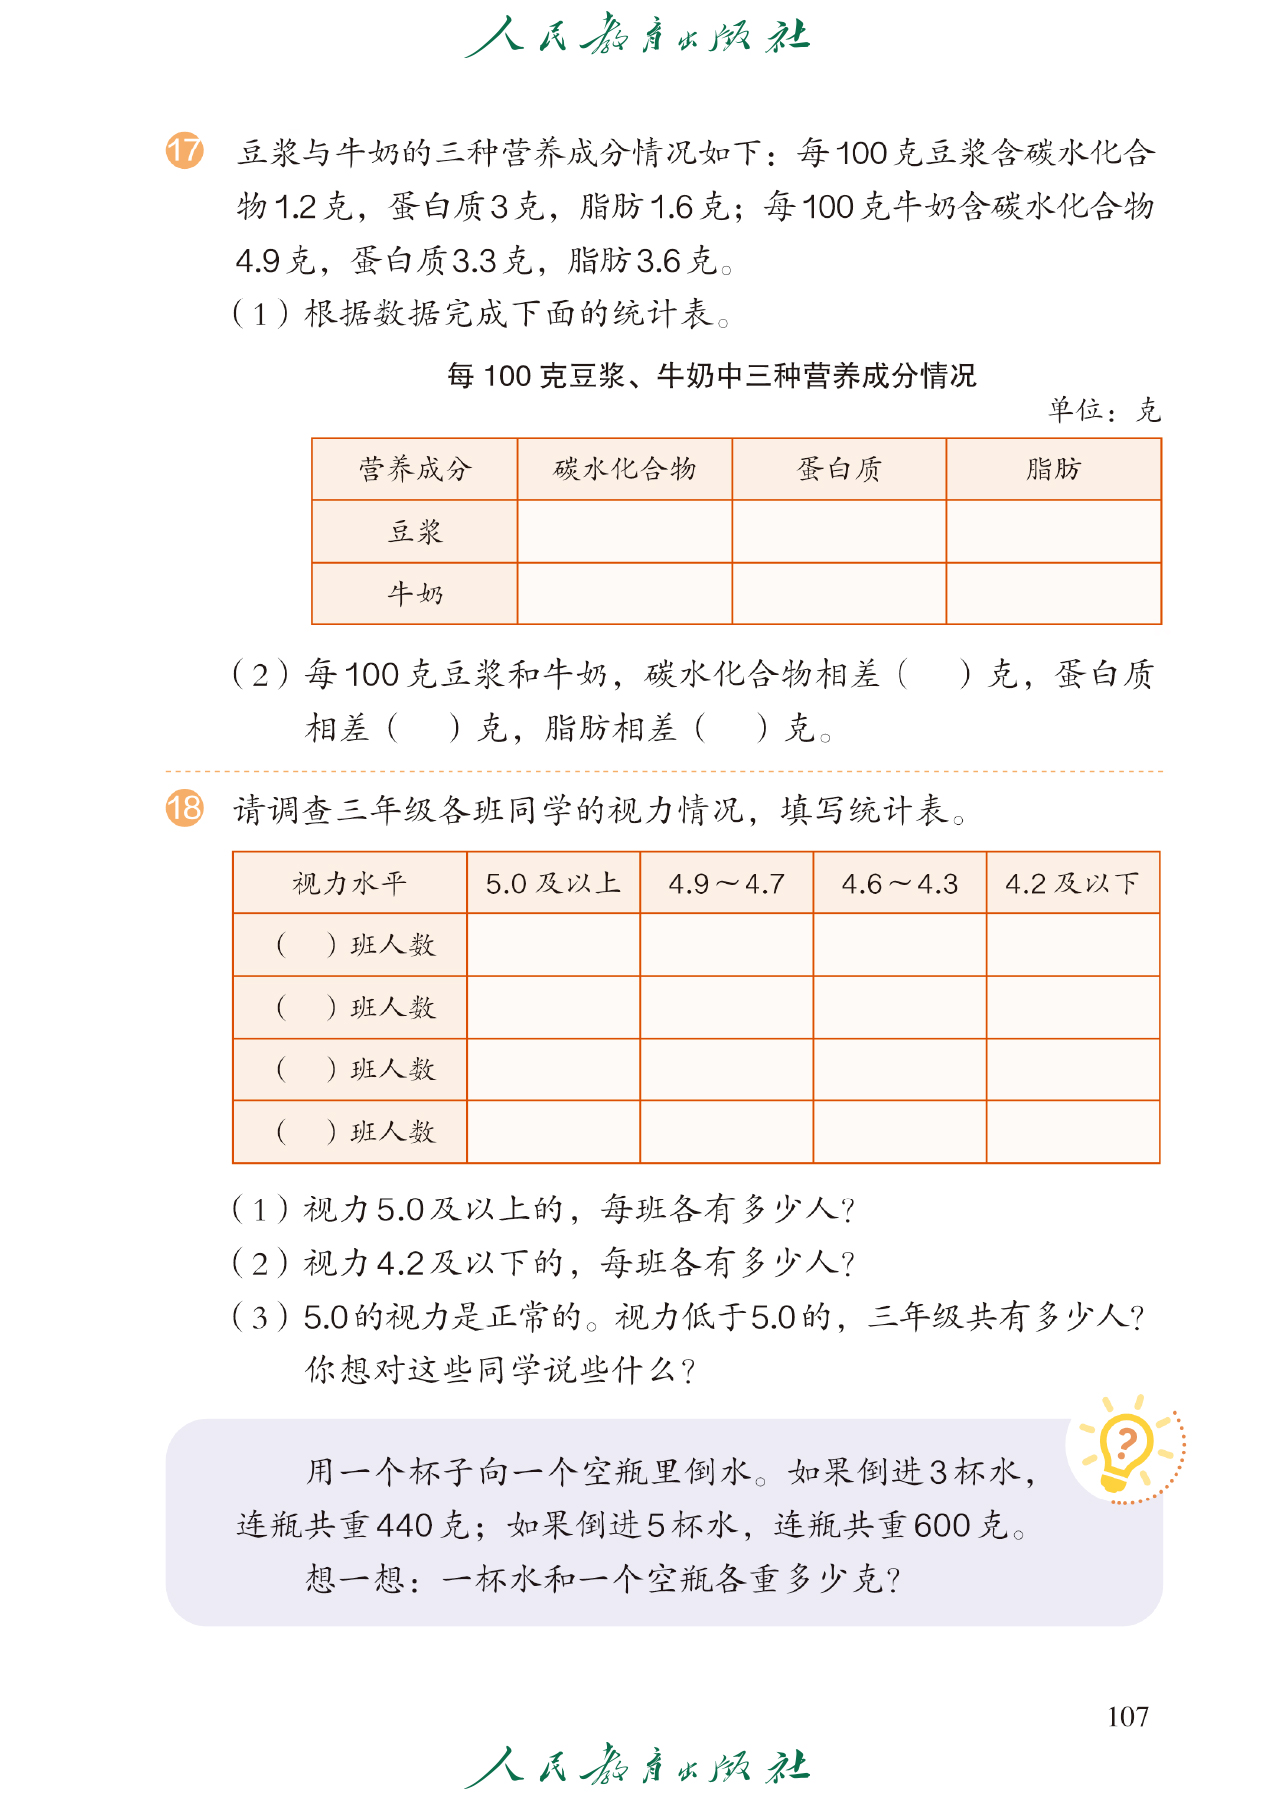 人民教育出版社
17 豆浆与牛奶的三种营养成分情况如下：每100克豆浆含碳水化合
物1.2克，蛋白质3克，脂肪1.6克；每100克牛奶含碳水化合物
4.9克，蛋白质3.3克，脂肪3.6克。
（1）根据数据完成下面的统计表。
每 100 克豆浆、牛奶中三种营养成分情况
单位：克
营养成分 碳水化合物 蛋白质 脂肪
豆浆
牛奶
（2）每100克豆浆和牛奶，碳水化合物相差（ ）克，蛋白质
相差（ ）克，脂肪相差（ ）克。
18 请调查三年级各班同学的视力情况，填写统计表。
视力水平 5.0 及以上 4.9～4.7 4.6～4.3 4.2 及以下
（ ）班人数
（ ）班人数
（ ）班人数
（ ）班人数
（1）视力5.0及以上的，每班各有多少人？
（2）视力4.2及以下的，每班各有多少人？
（3）5.0的视力是正常的。视力低于5.0的，三年级共有多少人？
你想对这些同学说些什么？
?
用一个杯子向一个空瓶里倒水。如果倒进3杯水，
连瓶共重440克；如果倒进5杯水，连瓶共重600克。
想一想：一杯水和一个空瓶各重多少克？
107
人民教育出版社